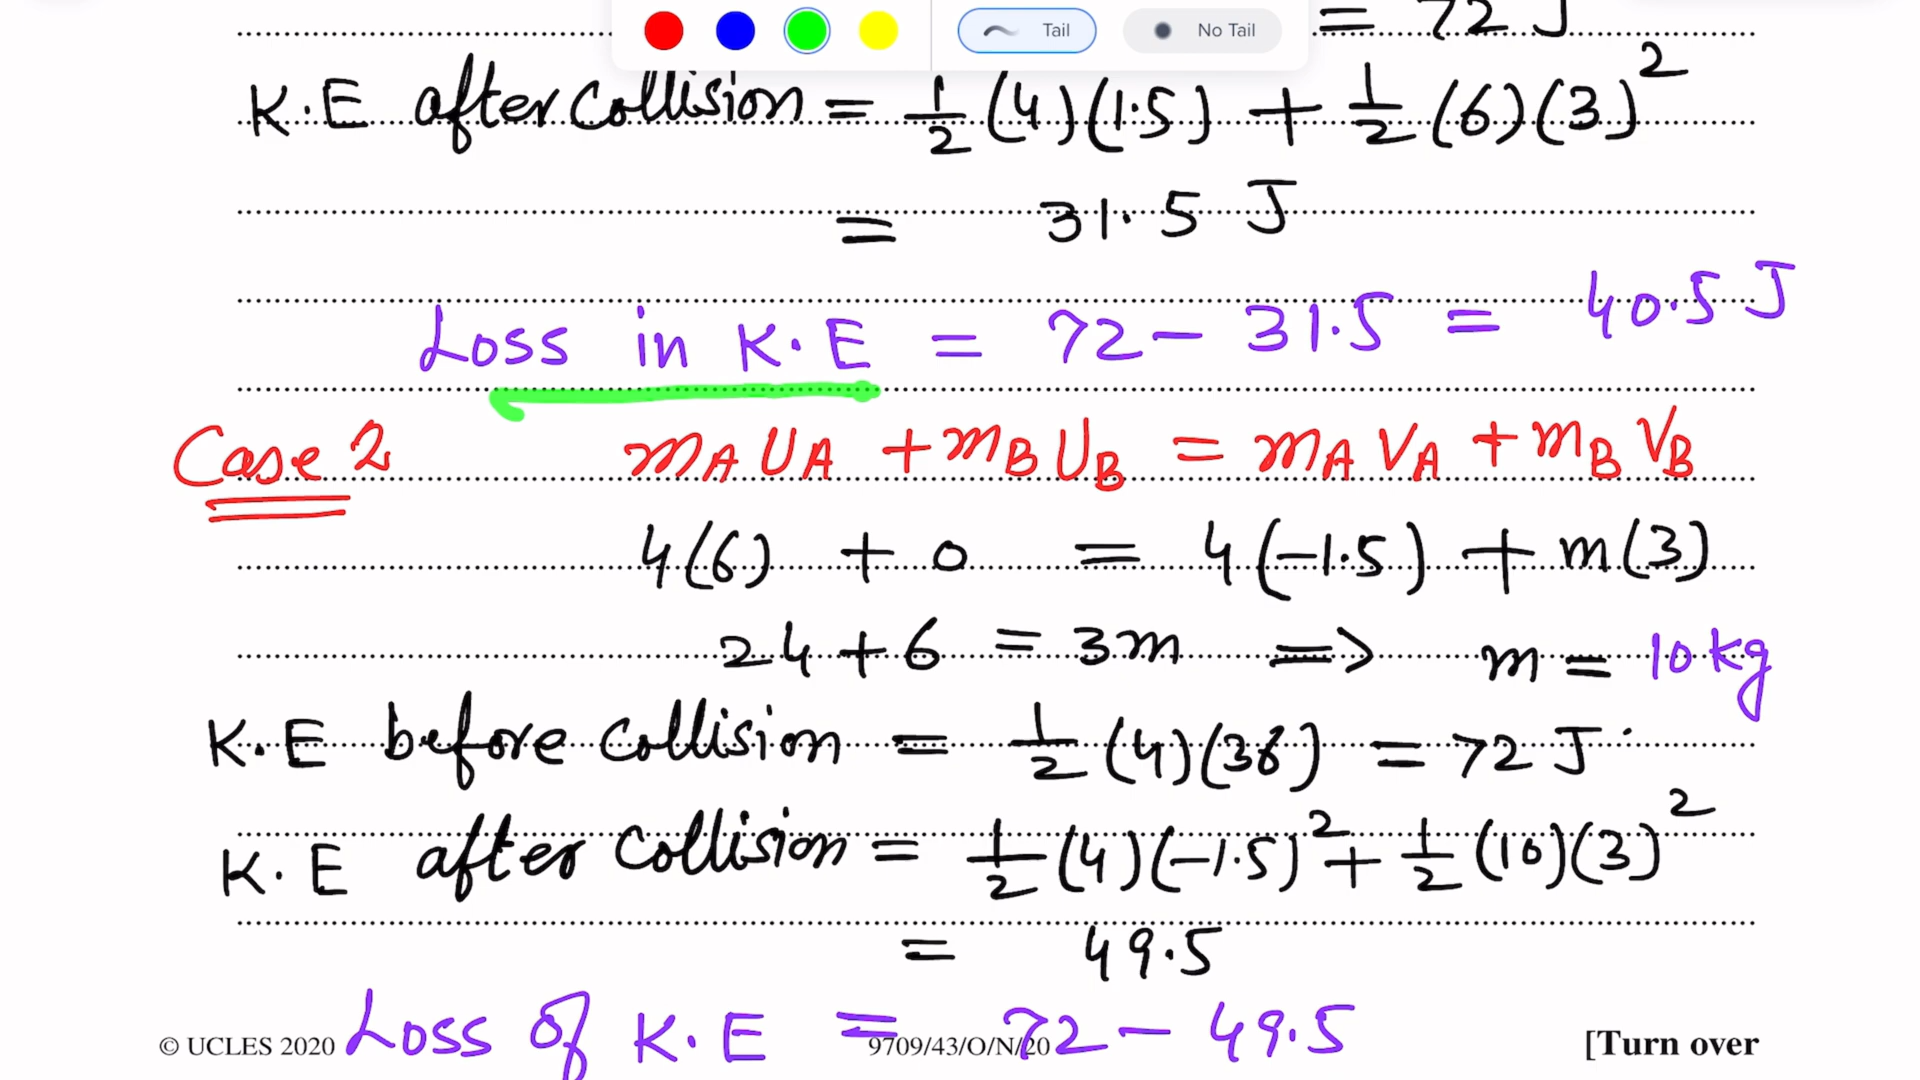 = 72 J
Tail No Tail
K.E after collision = 1/2 (4)(1.5) + 1/2 (6)(3)²
= 31.5 J
Loss in K.E = 72 - 31.5 = 40.5 J
Case 2 mA UA + mB UB = mA VA + mB VB
4(6) + 0 = 4(-1.5) + m(3)
24 + 6 = 3m => m = 10 kg
K.E before collision = 1/2 (4)(36) = 72 J
K.E after collision = 1/2 (4)(-1.5)² + 1/2 (10)(3)²
= 49.5
Loss of K.E = 72 - 49.5
© UCLES 2020 9709/43/O/N/20 [Turn over